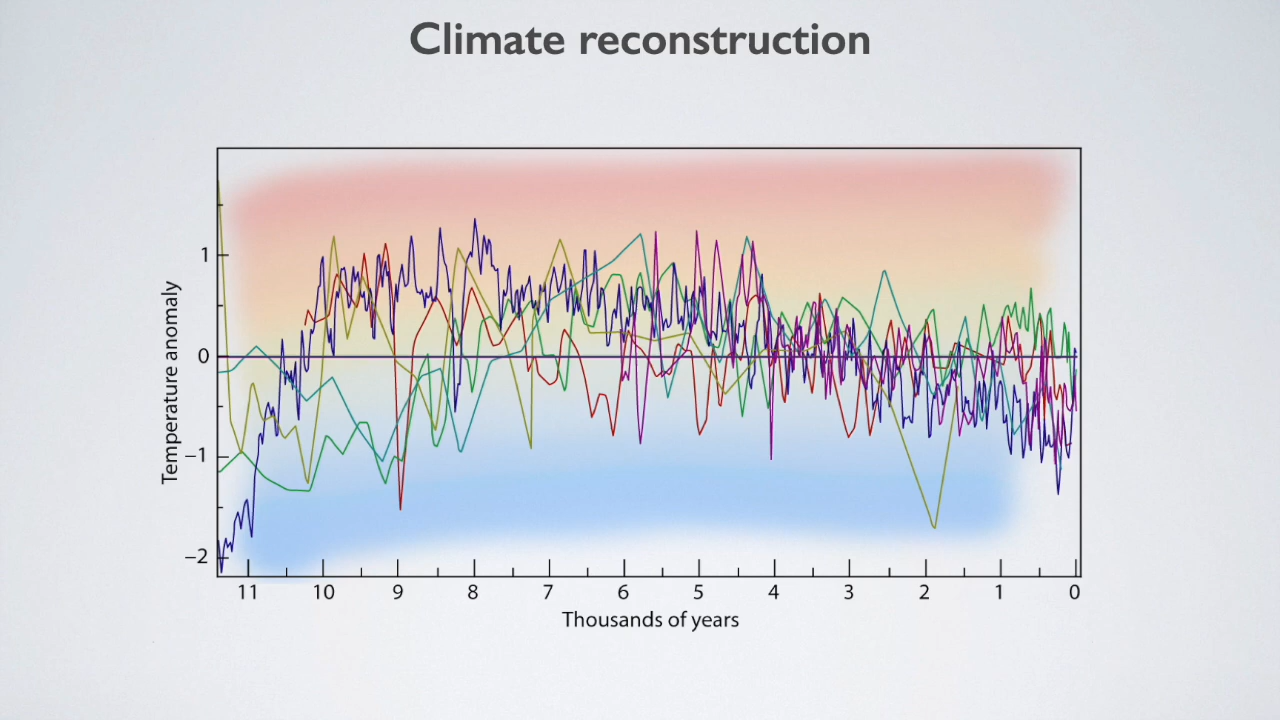 Climate reconstruction
Temperature anomaly
1
0
−1
−2
11 10 9 8 7 6 5 4 3 2 1 0
Thousands of years